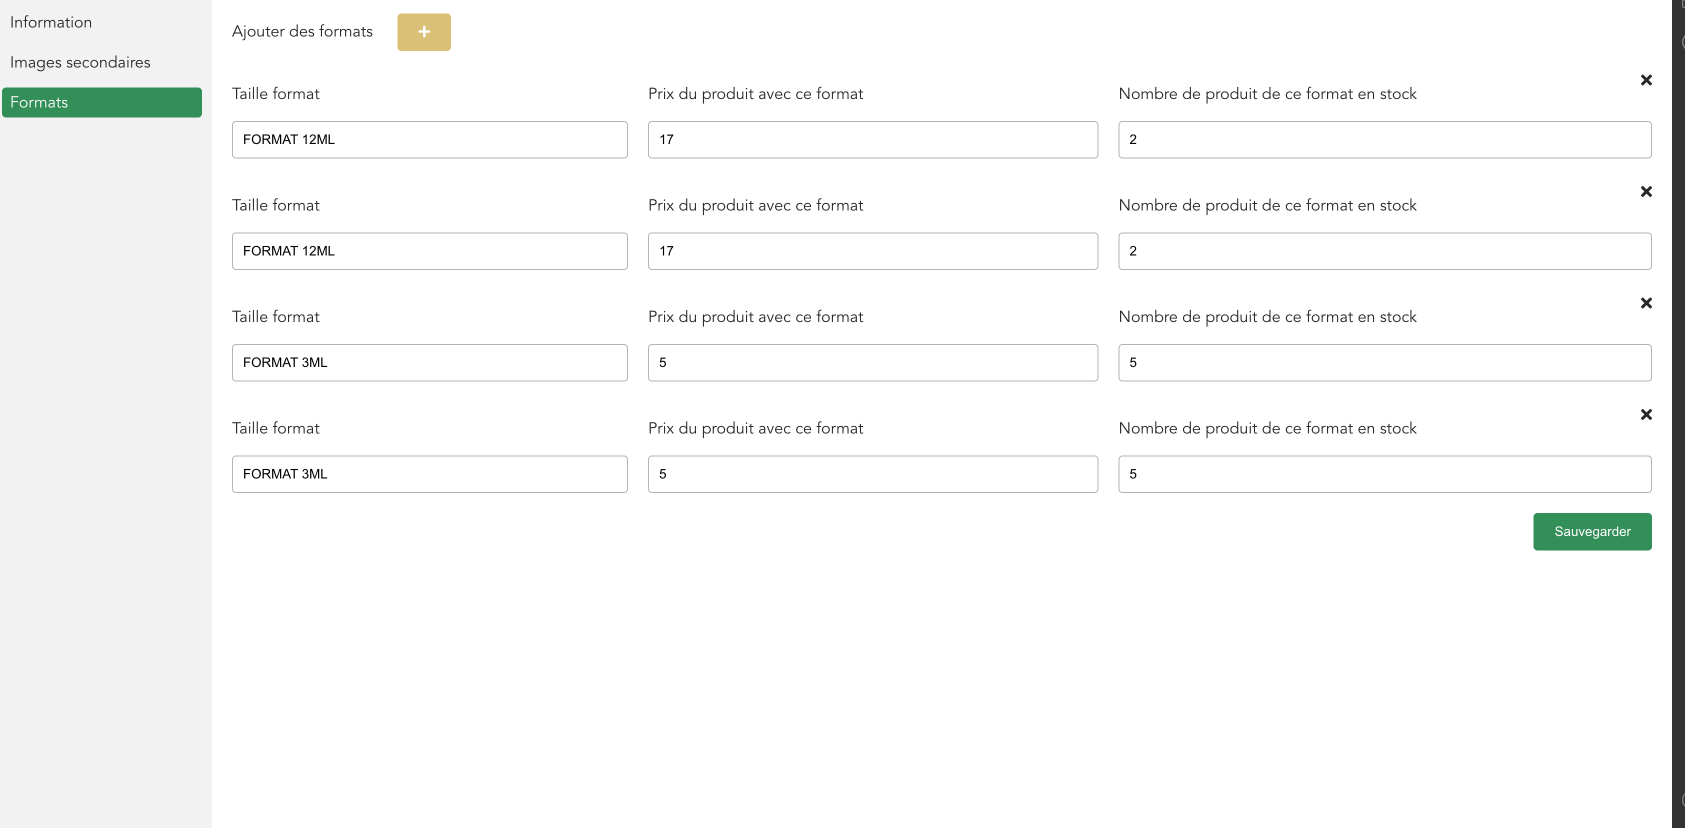 Information
Images secondaires
Formats
Ajouter des formats
Taille format Prix du produit avec ce format Nombre de produit de ce format en stock
FORMAT 12ML 17 2
Taille format Prix du produit avec ce format Nombre de produit de ce format en stock
FORMAT 12ML 17 2
Taille format Prix du produit avec ce format Nombre de produit de ce format en stock
FORMAT 3ML 5 5
Taille format Prix du produit avec ce format Nombre de produit de ce format en stock
FORMAT 3ML 5 5
Sauvegarder